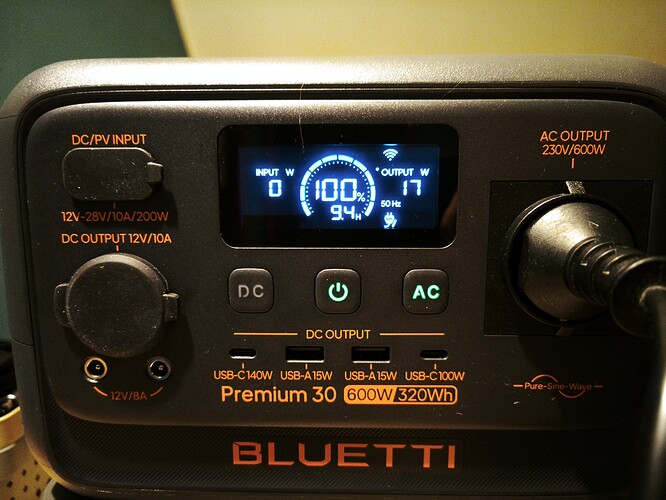 DC/PV INPUT
12V-28V/10A/200W
DC OUTPUT 12V/10A
12V/8A
INPUT W
0
100%
9.4H
OUTPUT W
17
50 Hz
AC OUTPUT
230V/600W
DC
AC
DC OUTPUT
USB-C 140W USB-A 15W USB-A 15W USB-C 100W
Premium 30 600W 320Wh
Pure-Sine-Wave
BLUETTI